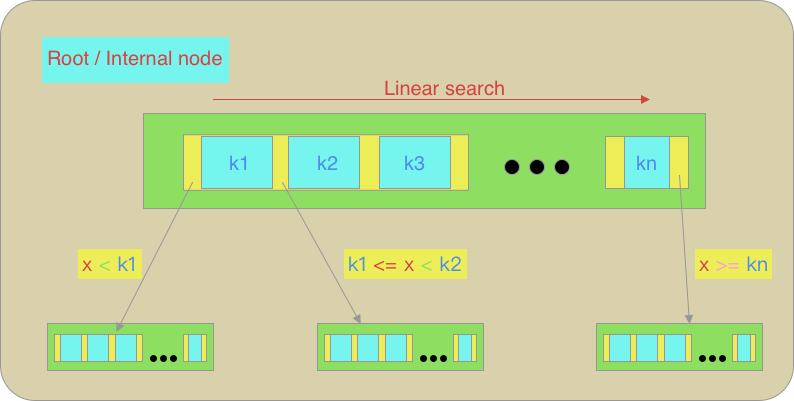 Root / Internal node
Linear search
k1 k2 k3 kn
x < k1
k1 <= x < k2
x >= kn